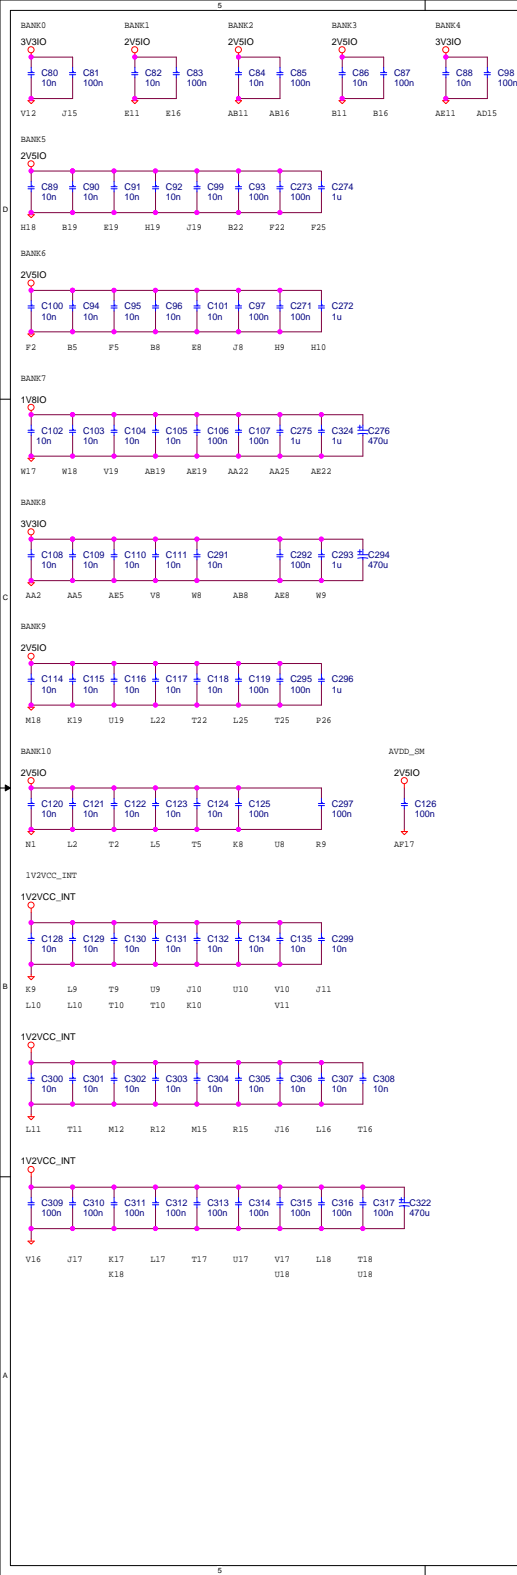 5
BANK0 BANK1 BANK2 BANK3 BANK4
3V3IO 2V5IO 2V5IO 2V5IO 3V3IO
C80 C81 C82 C83 C84 C85 C86 C87 C88 C98
10n 100n 10n 100n 10n 100n 10n 100n 10n 100n
V12 J15 E11 E16 AB11 AB16 B11 B16 AE11 AD15
BANK5
2V5IO
C89 C90 C91 C92 C99 C93 C273 C274
10n 10n 10n 10n 10n 100n 100n 1u
D
H18 B19 E19 H19 J19 B22 F22 F25
BANK6
2V5IO
C100 C94 C95 C96 C101 C97 C271 C272
10n 10n 10n 10n 10n 100n 100n 1u
F2 B5 F5 B8 E8 J8 H9 H10
BANK7
1V8IO
C102 C103 C104 C105 C106 C107 C275 C324 C276
10n 10n 10n 10n 100n 100n 1u 1u 470u
W17 W18 V19 AB19 AE19 AA22 AA25 AE22
BANK8
3V3IO
C108 C109 C110 C111 C291 C292 C293 C294
10n 10n 10n 10n 10n 100n 1u 470u
C
AA2 AA5 AE5 V8 W8 AB8 AE8 W9
BANK9
2V5IO
C114 C115 C116 C117 C118 C119 C295 C296
10n 10n 10n 10n 10n 100n 100n 1u
M18 K19 U19 L22 T22 L25 T25 P26
BANK10 AVDD_SM
2V5IO 2V5IO
C120 C121 C122 C123 C124 C125 C297 C126
10n 10n 10n 10n 10n 100n 100n 100n
N1 L2 T2 L5 T5 K8 U8 R9 AF17
1V2VCC_INT
1V2VCC_INT
C128 C129 C130 C131 C132 C134 C135 C299
10n 10n 10n 10n 10n 10n 10n 10n
B
K9 L9 T9 U9 J10 U10 V10 J11
L10 L10 T10 T10 K10 V11
1V2VCC_INT
C300 C301 C302 C303 C304 C305 C306 C307 C308
10n 10n 10n 10n 10n 10n 10n 10n 10n
L11 T11 M12 R12 M15 R15 J16 L16 T16
1V2VCC_INT
C309 C310 C311 C312 C313 C314 C315 C316 C317 C322
100n 100n 100n 100n 100n 100n 100n 100n 100n 470u
V16 J17 K17 L17 T17 U17 V17 L18 T18
K18 U18 U18
A
5